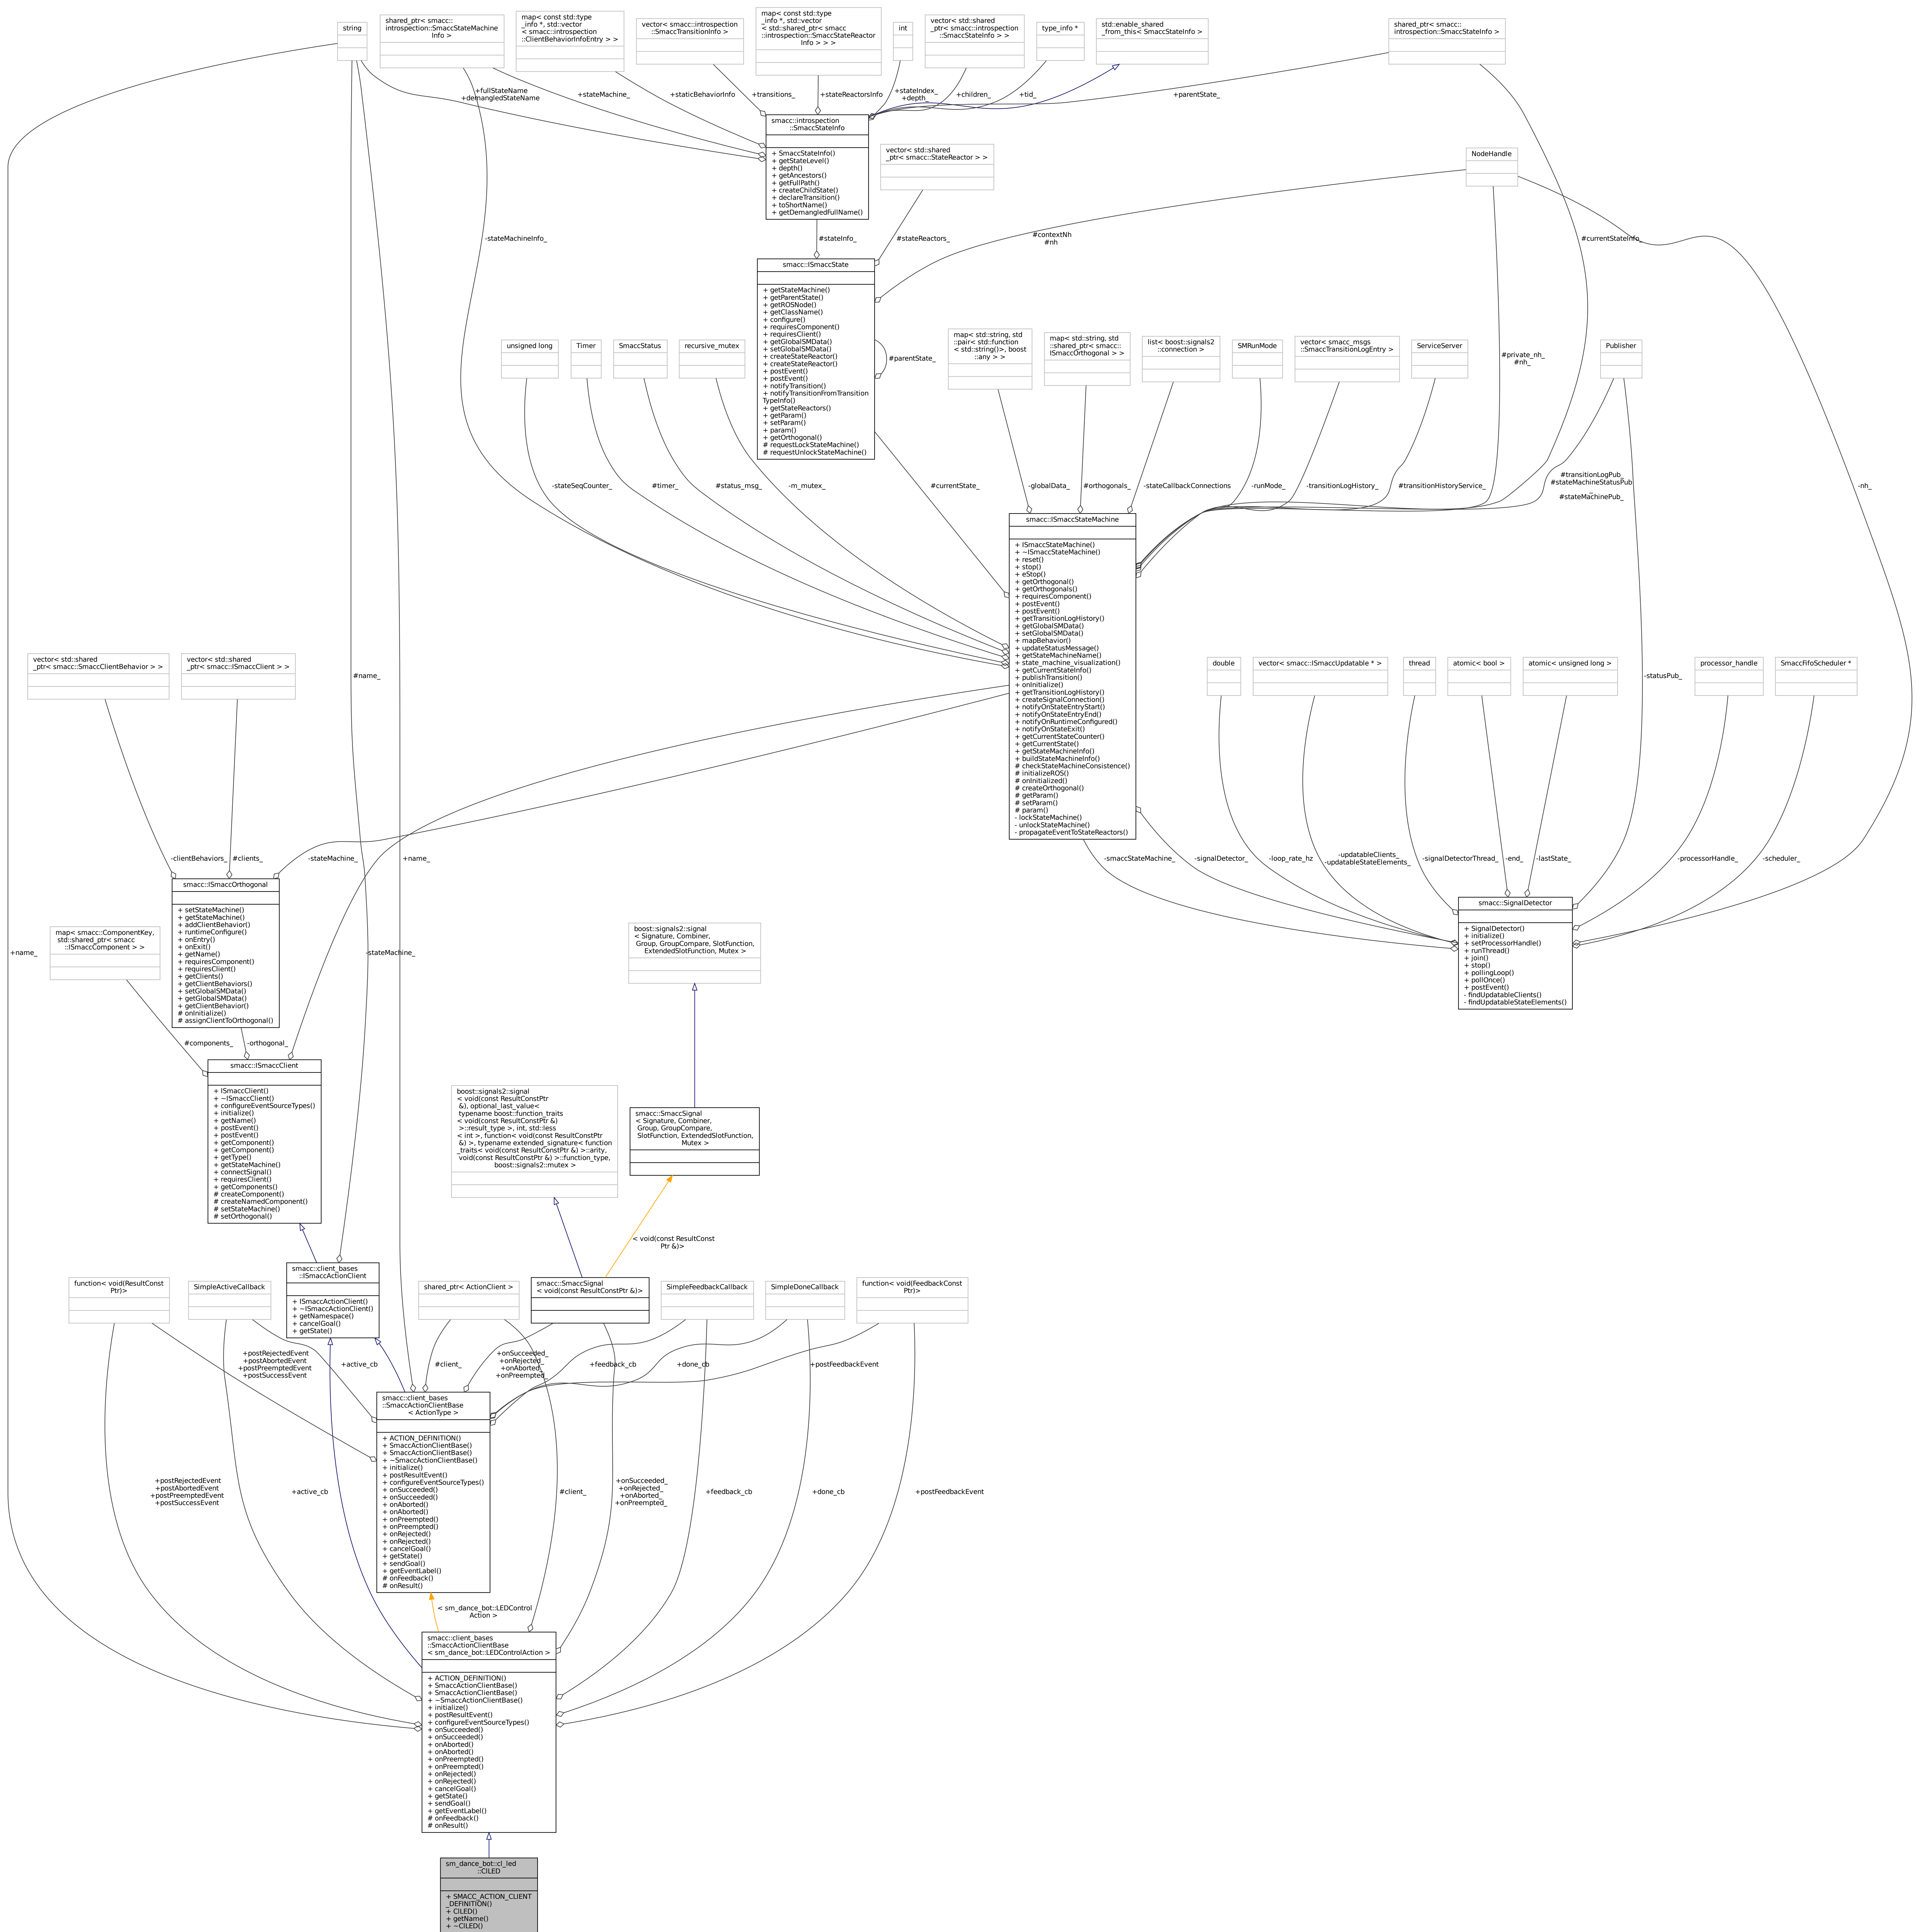 string
shared_ptr< smacc::
introspection::SmaccStateMachine
Info >
map< const std::type
_info *, std::vector
< smacc::introspection
::ClientBehaviorInfoEntry > >
vector< smacc::introspection
::SmaccTransitionInfo >
map< const std::type
_info *, std::vector
< std::shared_ptr< smacc
::introspection::SmaccStateReactor
Info > > >
int
vector< std::shared
_ptr< smacc::introspection
::SmaccStateInfo > >
type_info *
std::enable_shared
_from_this< SmaccStateInfo >
shared_ptr< smacc::
introspection::SmaccStateInfo >
+fullStateName
+demangledStateName
+stateMachine_
+staticBehaviorInfo
+transitions_
+stateReactorsInfo
+stateIndex_
+depth_
+children_
+tid_
+parentState_
smacc::introspection
::SmaccStateInfo
+ SmaccStateInfo()
+ getStateLevel()
+ depth()
+ getAncestors()
+ getFullPath()
+ createChildState()
+ declareTransition()
+ toShortName()
+ getDemangledFullName()
vector< std::shared
_ptr< smacc::StateReactor > >
NodeHandle
-stateMachineInfo_
#stateInfo_
#stateReactors_
#contextNh
#nh
#currentStateInfo_
smacc::ISmaccState
+ getStateMachine()
+ getParentState()
+ getROSNode()
+ getClassName()
+ configure()
+ requiresComponent()
+ requiresClient()
+ getGlobalSMData()
+ setGlobalSMData()
+ createStateReactor()
+ createStateReactor()
+ postEvent()
+ postEvent()
+ notifyTransition()
+ notifyTransitionFromTransition
TypeInfo()
+ getStateReactors()
+ getParam()
+ setParam()
+ param()
+ getOrthogonal()
# requestLockStateMachine()
# requestUnlockStateMachine()
#parentState_
unsigned long
Timer
SmaccStatus
recursive_mutex
map< std::string, std
::pair< std::function
< std::string()>, boost
::any > >
map< std::string, std
::shared_ptr< smacc::
ISmaccOrthogonal > >
list< boost::signals2
::connection >
SMRunMode
vector< smacc_msgs
::SmaccTransitionLogEntry >
ServiceServer
#private_nh_
#nh_
Publisher
-stateSeqCounter_
#timer_
#status_msg_
-m_mutex_
#currentState_
-globalData_
#orthogonals_
-stateCallbackConnections
-runMode_
-transitionLogHistory_
#transitionHistoryService_
#transitionLogPub_
#stateMachineStatusPub
_
#stateMachinePub_
-nh_
smacc::ISmaccStateMachine
+ ISmaccStateMachine()
+ ~ISmaccStateMachine()
+ reset()
+ stop()
+ eStop()
+ getOrthogonal()
+ getOrthogonals()
+ requiresComponent()
+ postEvent()
+ postEvent()
+ getTransitionLogHistory()
+ getGlobalSMData()
+ setGlobalSMData()
+ mapBehavior()
+ updateStatusMessage()
+ getStateMachineName()
+ state_machine_visualization()
+ getCurrentStateInfo()
+ publishTransition()
+ onInitialize()
+ getTransitionLogHistory()
+ createSignalConnection()
+ notifyOnStateEntryStart()
+ notifyOnStateEntryEnd()
+ notifyOnRuntimeConfigured()
+ notifyOnStateExit()
+ getCurrentStateCounter()
+ getCurrentState()
+ getStateMachineInfo()
+ buildStateMachineInfo()
# checkStateMachineConsistence()
# initializeROS()
# onInitialized()
# createOrthogonal()
# getParam()
# setParam()
# param()
- lockStateMachine()
- unlockStateMachine()
- propagateEventToStateReactors()
vector< std::shared
_ptr< smacc::SmaccClientBehavior > >
vector< std::shared
_ptr< smacc::ISmaccClient > >
#name_
double
vector< smacc::ISmaccUpdatable * >
thread
atomic< bool >
atomic< unsigned long >
-statusPub_
processor_handle
SmaccFifoScheduler *
-clientBehaviors_
#clients_
-stateMachine_
+name_
-smaccStateMachine_
-signalDetector_
-loop_rate_hz
-updatableClients_
-updatableStateElements_
-signalDetectorThread_
-end_
-lastState_
-processorHandle_
-scheduler_
smacc::ISmaccOrthogonal
+ setStateMachine()
+ getStateMachine()
+ addClientBehavior()
+ runtimeConfigure()
+ onEntry()
+ onExit()
+ getName()
+ requiresComponent()
+ requiresClient()
+ getClients()
+ getClientBehaviors()
+ setGlobalSMData()
+ getGlobalSMData()
+ getClientBehavior()
# onInitialize()
# assignClientToOrthogonal()
smacc::SignalDetector
+ SignalDetector()
+ initialize()
+ setProcessorHandle()
+ runThread()
+ join()
+ stop()
+ pollingLoop()
+ pollOnce()
+ postEvent()
- findUpdatableClients()
- findUpdatableStateElements()
map< smacc::ComponentKey,
std::shared_ptr< smacc
::ISmaccComponent > >
boost::signals2::signal
< Signature, Combiner,
Group, GroupCompare, SlotFunction,
ExtendedSlotFunction, Mutex >
+name_
-stateMachine_
#components_
-orthogonal_
smacc::ISmaccClient
+ ISmaccClient()
+ ~ISmaccClient()
+ configureEventSourceTypes()
+ initialize()
+ getName()
+ postEvent()
+ postEvent()
+ getComponent()
+ getComponent()
+ getType()
+ getStateMachine()
+ connectSignal()
+ requiresClient()
+ getComponents()
# createComponent()
# createNamedComponent()
# setStateMachine()
# setOrthogonal()
boost::signals2::signal
< void(const ResultConstPtr
&), optional_last_value<
typename boost::function_traits
< void(const ResultConstPtr &)
>::result_type >, int, std::less
< int >, function< void(const ResultConstPtr
&) >, typename extended_signature< function
_traits< void(const ResultConstPtr &) >::arity,
void(const ResultConstPtr &) >::function_type,
boost::signals2::mutex >
smacc::SmaccSignal
< Signature, Combiner,
Group, GroupCompare,
SlotFunction, ExtendedSlotFunction,
Mutex >
< void(const ResultConst
Ptr &)>
function< void(ResultConst
Ptr)>
SimpleActiveCallback
smacc::client_bases
::ISmaccActionClient
+ ISmaccActionClient()
+ ~ISmaccActionClient()
+ getNamespace()
+ cancelGoal()
+ getState()
shared_ptr< ActionClient >
smacc::SmaccSignal
< void(const ResultConstPtr &)>
SimpleFeedbackCallback
SimpleDoneCallback
function< void(FeedbackConst
Ptr)>
+postRejectedEvent
+postAbortedEvent
+postPreemptedEvent
+postSuccessEvent
+active_cb
#client_
+onSucceeded_
+onRejected_
+onAborted_
+onPreempted_
+feedback_cb
+done_cb
+postFeedbackEvent
smacc::client_bases
::SmaccActionClientBase
< ActionType >
+ ACTION_DEFINITION()
+ SmaccActionClientBase()
+ SmaccActionClientBase()
+ ~SmaccActionClientBase()
+ initialize()
+ postResultEvent()
+ configureEventSourceTypes()
+ onSucceeded()
+ onSucceeded()
+ onAborted()
+ onAborted()
+ onPreempted()
+ onPreempted()
+ onRejected()
+ onRejected()
+ cancelGoal()
+ getState()
+ sendGoal()
+ getEventLabel()
# onFeedback()
# onResult()
+postRejectedEvent
+postAbortedEvent
+postPreemptedEvent
+postSuccessEvent
+active_cb
#client_
+onSucceeded_
+onRejected_
+onAborted_
+onPreempted_
+feedback_cb
+done_cb
+postFeedbackEvent
< sm_dance_bot::LEDControl
Action >
smacc::client_bases
::SmaccActionClientBase
< sm_dance_bot::LEDControlAction >
+ ACTION_DEFINITION()
+ SmaccActionClientBase()
+ SmaccActionClientBase()
+ ~SmaccActionClientBase()
+ initialize()
+ postResultEvent()
+ configureEventSourceTypes()
+ onSucceeded()
+ onSucceeded()
+ onAborted()
+ onAborted()
+ onPreempted()
+ onPreempted()
+ onRejected()
+ onRejected()
+ cancelGoal()
+ getState()
+ sendGoal()
+ getEventLabel()
# onFeedback()
# onResult()
sm_dance_bot::cl_led
::ClLED
+ SMACC_ACTION_CLIENT
_DEFINITION()
+ ClLED()
+ getName()
+ ~ClLED()